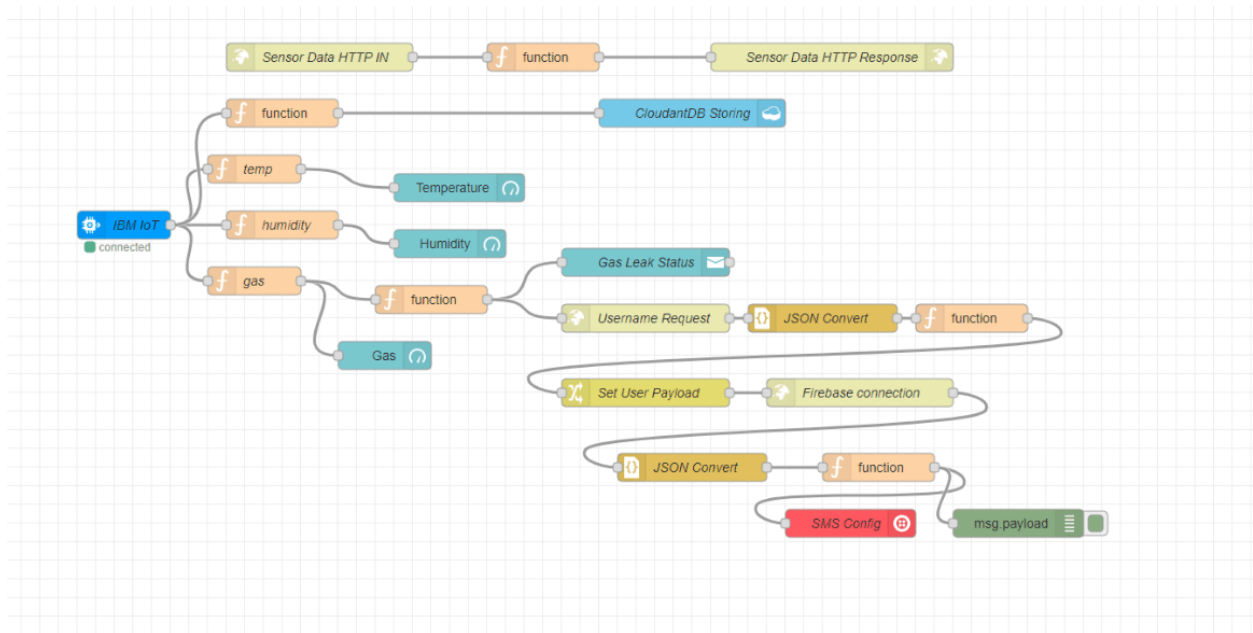 Sensor Data HTTP IN
function
Sensor Data HTTP Response
function
CloudantDB Storing
temp
Temperature
IBM IoT
connected
humidity
Humidity
gas
function
Gas Leak Status
Username Request
JSON Convert
function
Gas
Set User Payload
Firebase connection
JSON Convert
function
SMS Config
msg.payload